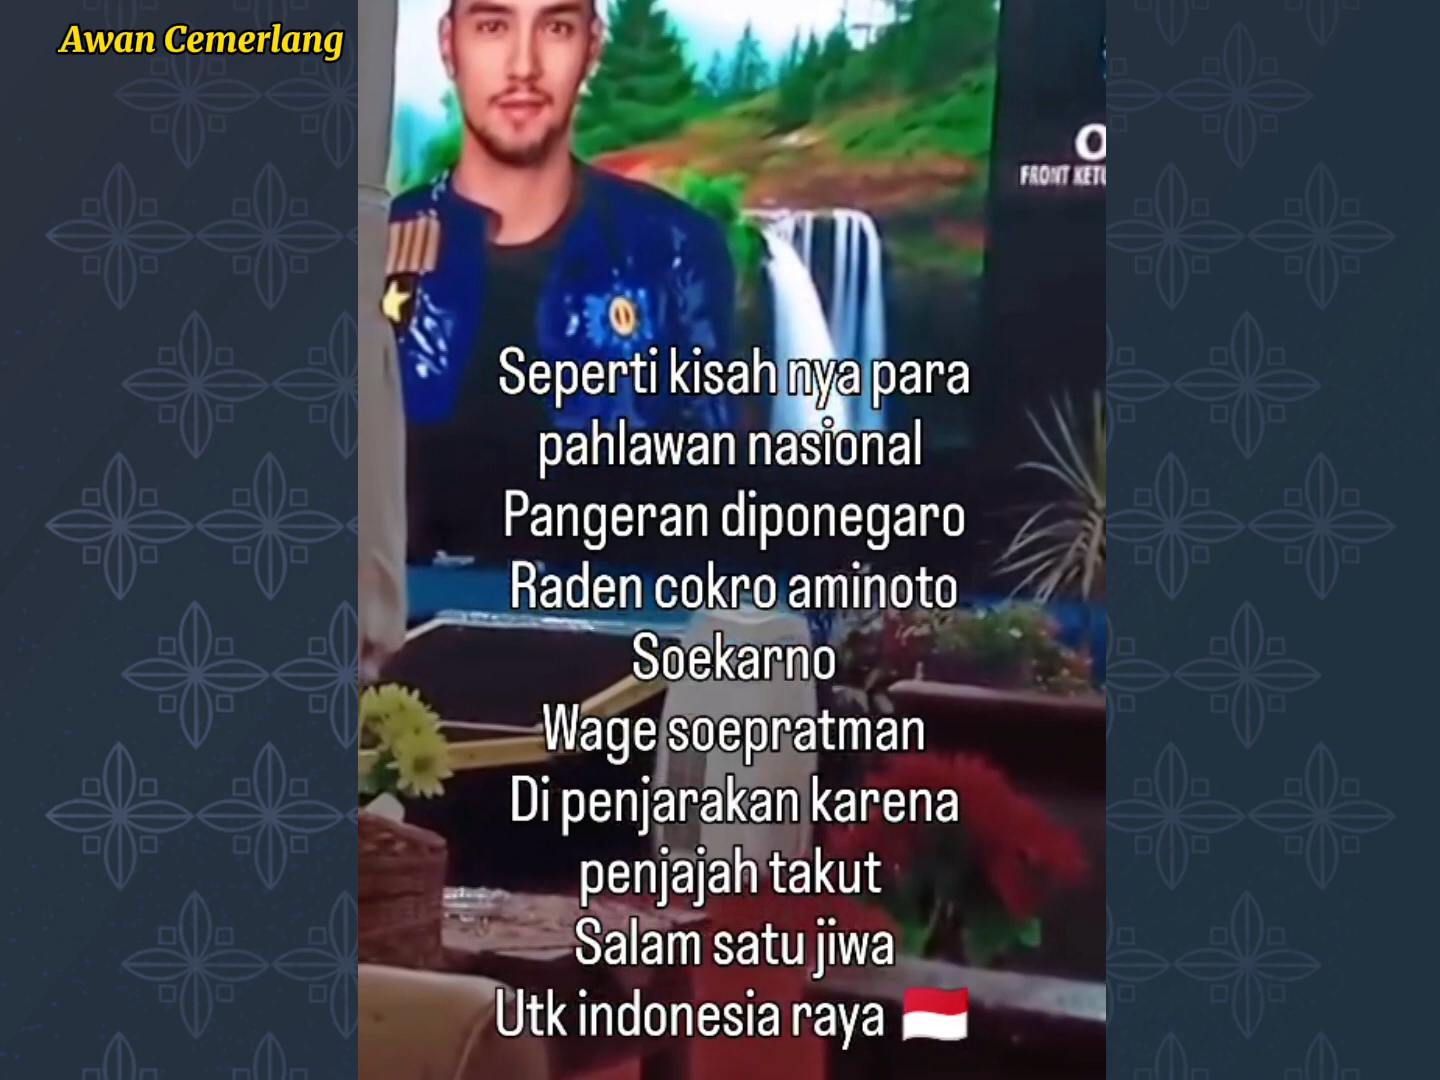 Awan Cemerlang
FRONT
Seperti kisah nya para
pahlawan nasional
Pangeran diponegaro
Raden cokro aminoto
Soekarno
Wage soepratman
Di penjarakan karena
penjajah takut
Salam satu jiwa
Utk indonesia raya 🇮🇩